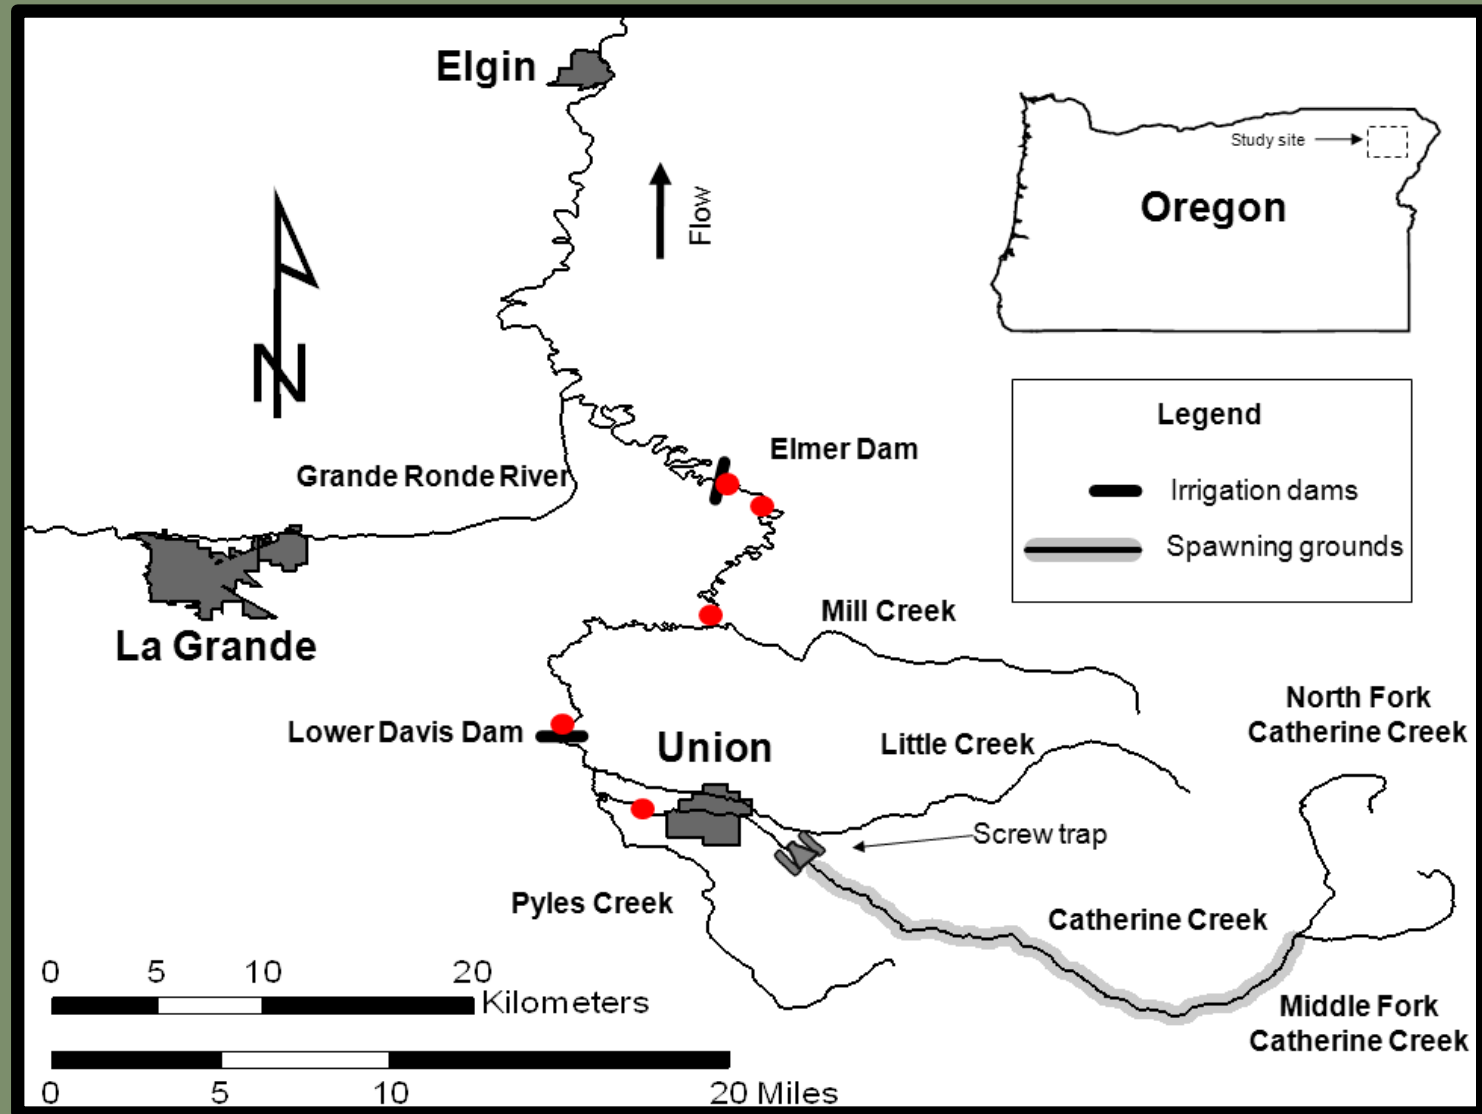 Elgin
Study site
Oregon
Flow
N
Legend
Irrigation dams
Spawning grounds
Elmer Dam
Grande Ronde River
La Grande
Mill Creek
North Fork
Catherine Creek
Lower Davis Dam
Union
Little Creek
Screw trap
Pyles Creek
Catherine Creek
Middle Fork
Catherine Creek
0 5 10 20
Kilometers
0 5 10 20 Miles